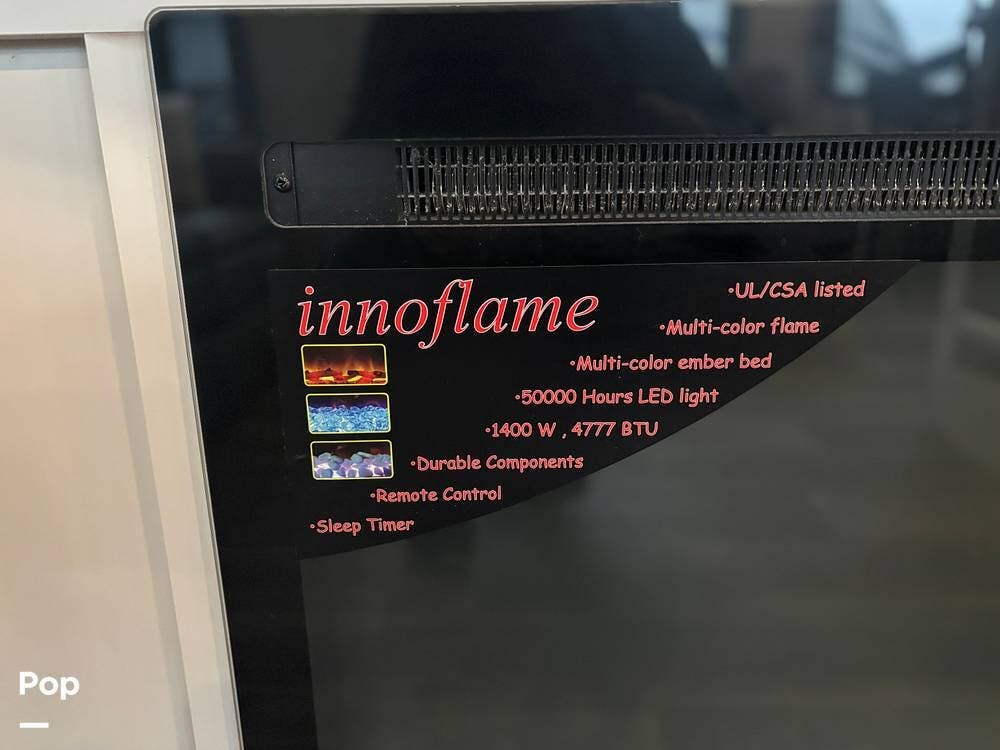 innoflame
·UL/CSA listed
·Multi-color flame
·Multi-color ember bed
·50000 Hours LED light
·1400 W , 4777 BTU
·Durable Components
·Remote Control
·Sleep Timer
Pop